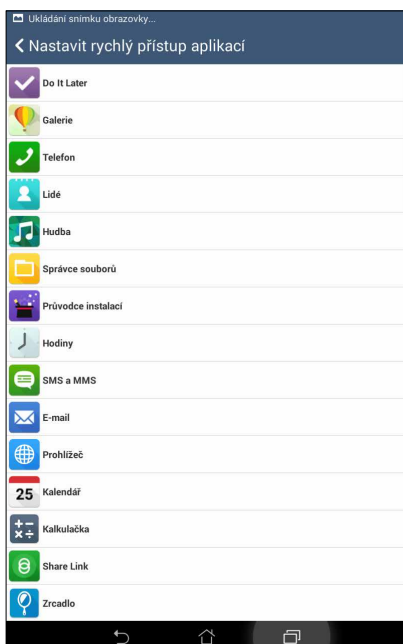 Ukládání snímku obrazovky...
Nastavit rychlý přístup aplikací
Do It Later
Galerie
Telefon
Lidé
Hudba
Správce souborů
Průvodce instalací
Hodiny
SMS a MMS
E-mail
Prohlížeč
25 Kalendář
Kalkulačka
Share Link
Zrcadlo